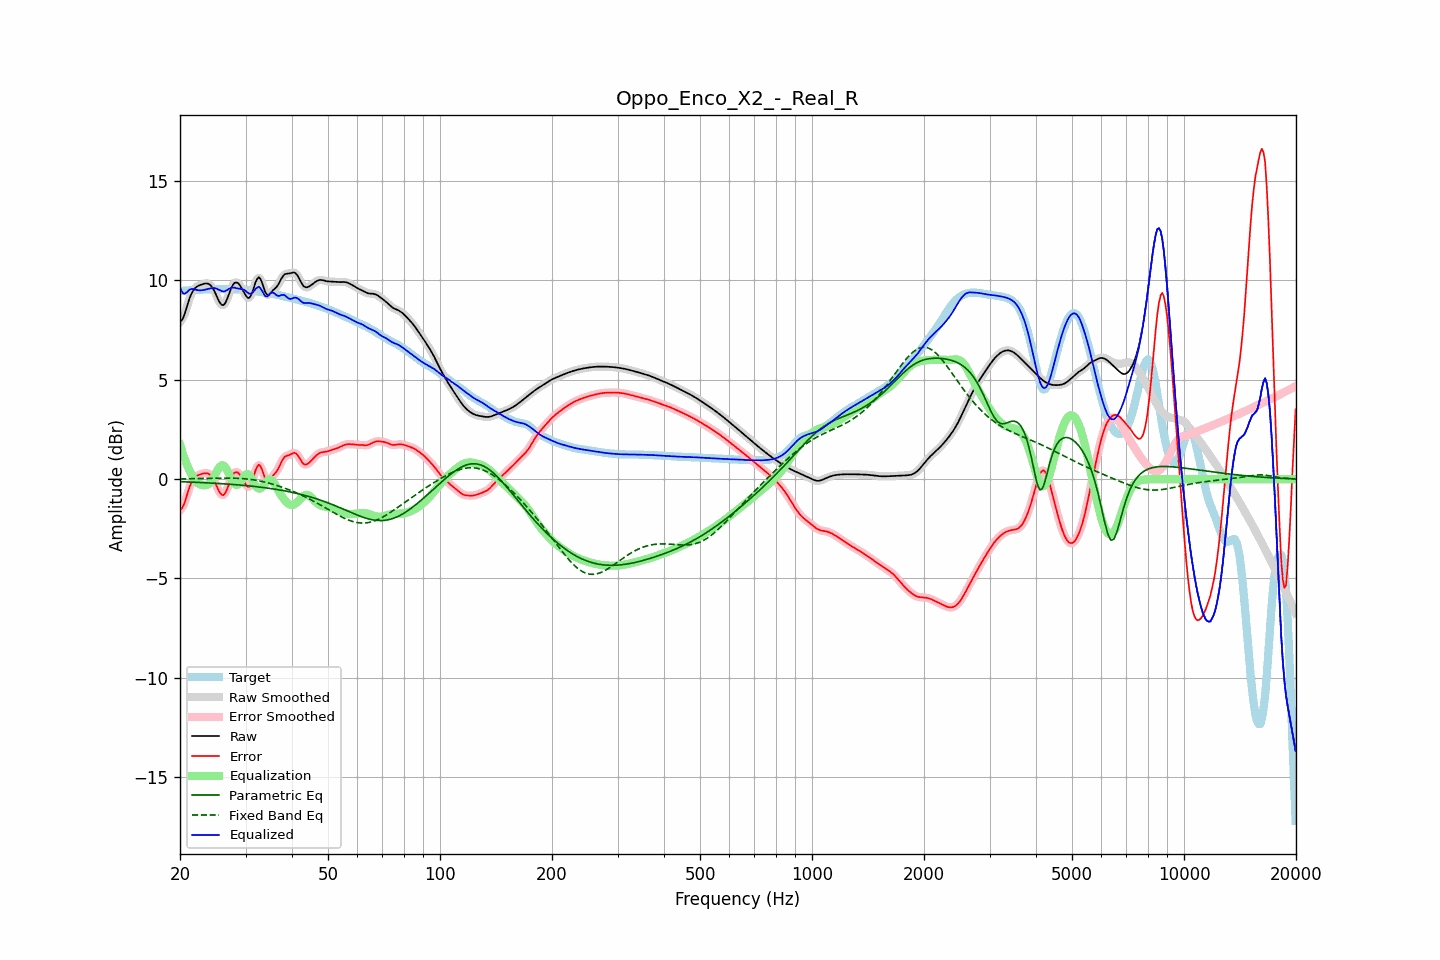 Oppo_Enco_X2_-_Real_R
Amplitude (dBr)
15
10
5
0
−5
−10
−15
Target
Raw Smoothed
Error Smoothed
Raw
Error
Equalization
Parametric Eq
Fixed Band Eq
Equalized
20 50 100 200 500 1000 2000 5000 10000 20000
Frequency (Hz)